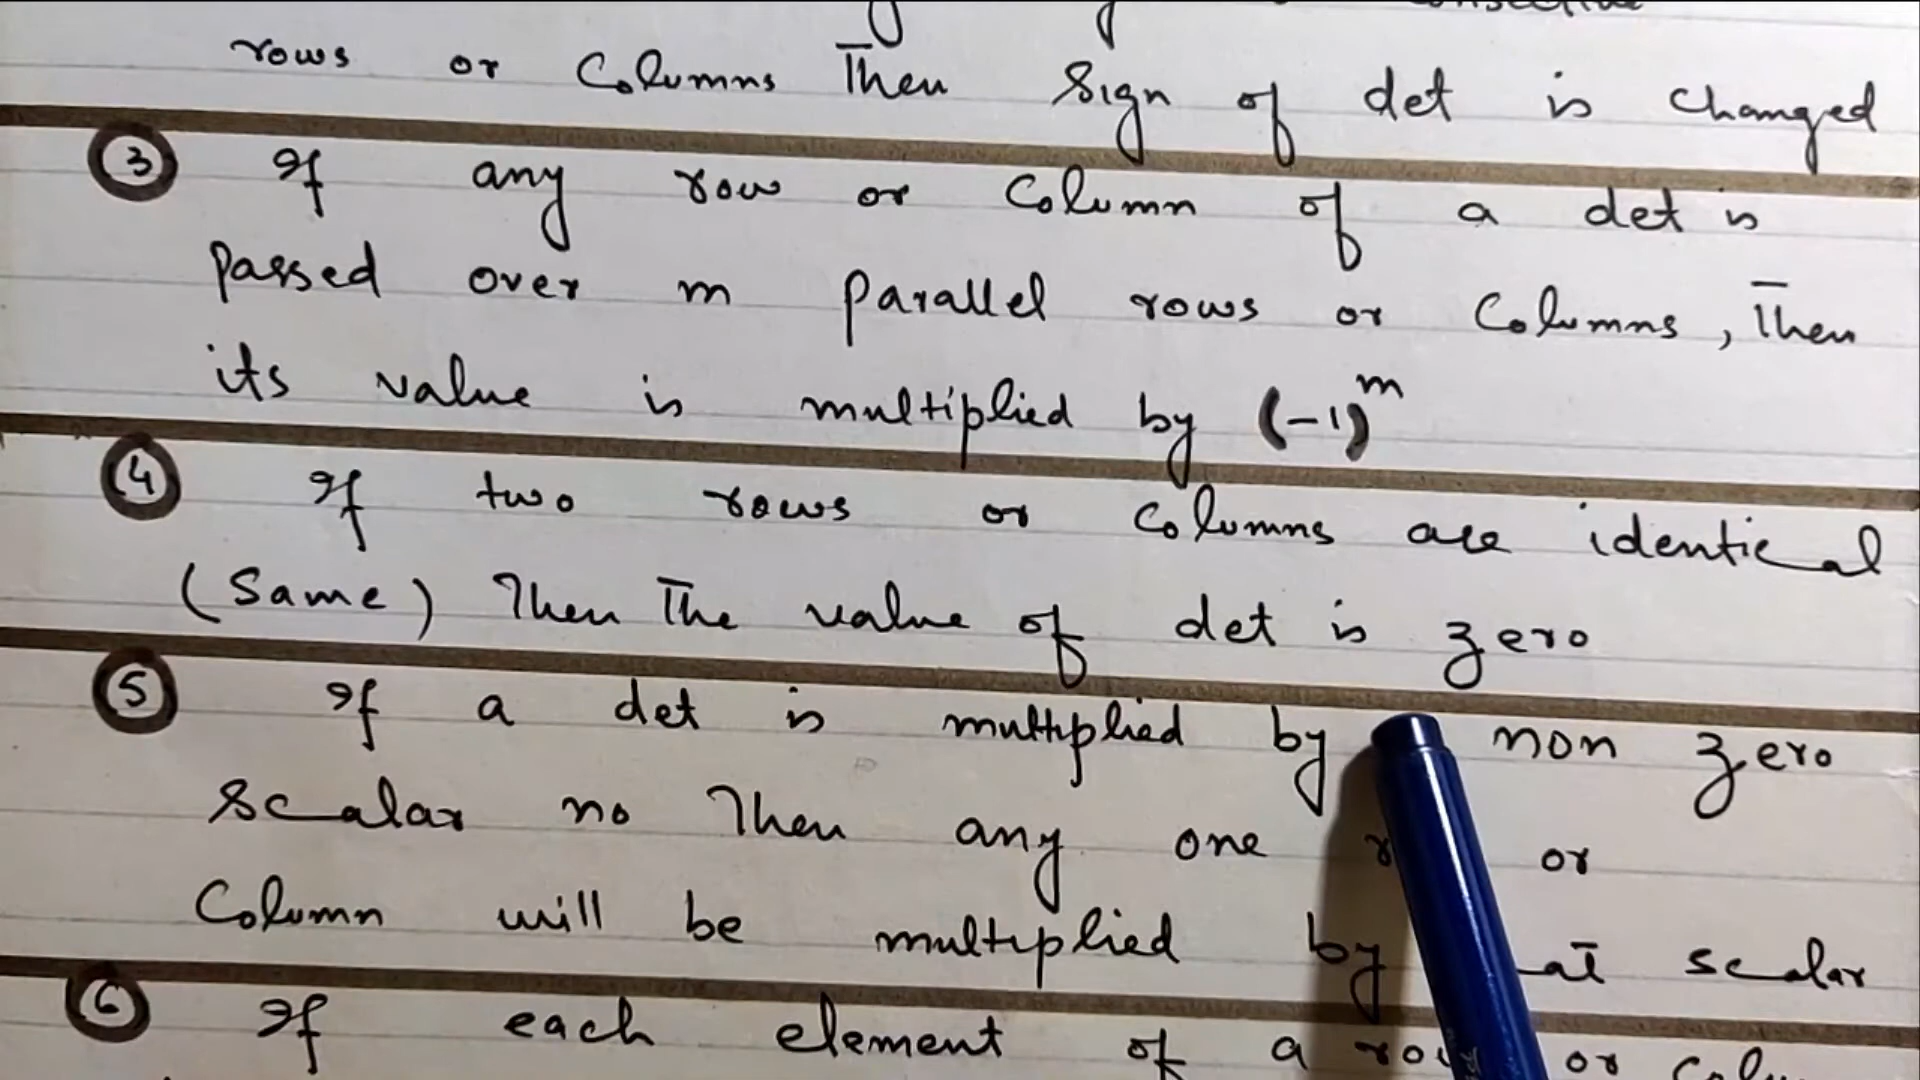 rows or Columns Then Sign of det is changed
3 If any row or Column of a det is
passed over m parallel rows or Columns, Then
its value is multiplied by (-1)^m
4 If two rows or Columns are identical
(Same) Then The value of det is zero
5 If a det is multiplied by non zero
Scalar no Then any one or
Column will be multiplied by scalar
6 If each element of a or